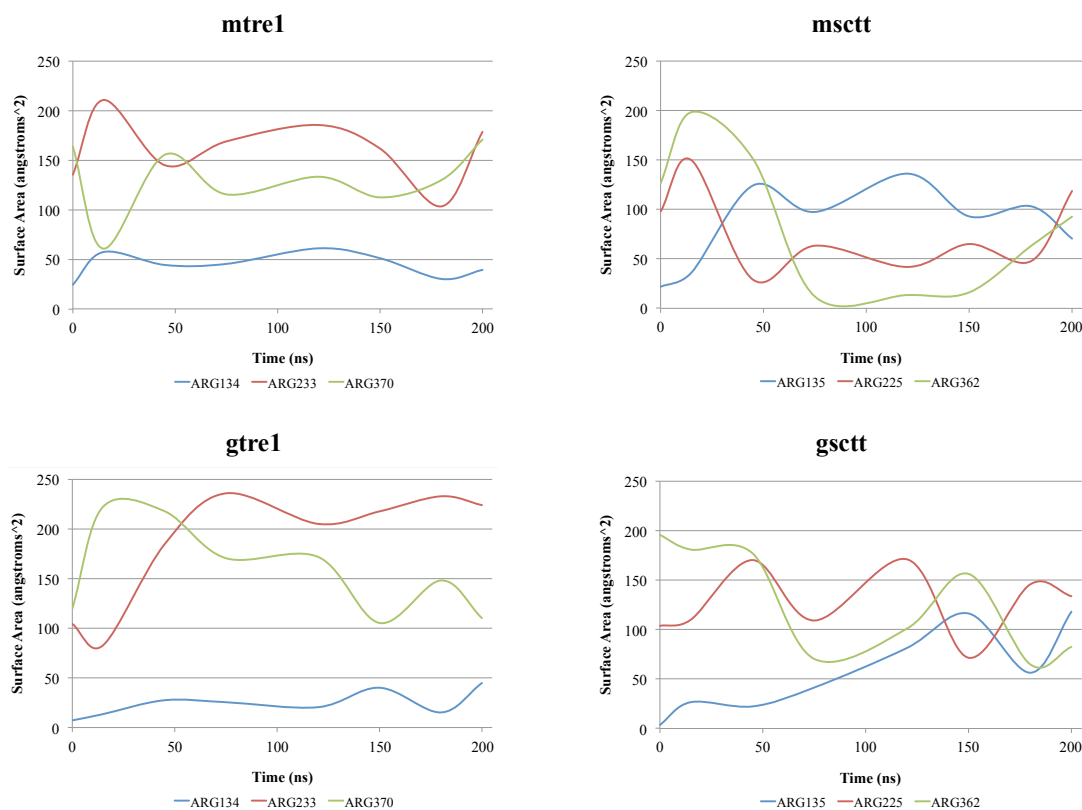 mtre1
Surface Area (angstroms^2)
250
200
150
100
50
0
0 50 100 150 200
Time (ns)
ARG134 ARG233 ARG370
msctt
Surface Area (angstroms^2)
250
200
150
100
50
0
0 50 100 150 200
Time (ns)
ARG135 ARG225 ARG362
gtre1
Surface Area (angstroms^2)
250
200
150
100
50
0
0 50 100 150 200
Time (ns)
ARG134 ARG233 ARG370
gsctt
Surface Area (angstroms^2)
250
200
150
100
50
0
0 50 100 150 200
Time (ns)
ARG135 ARG225 ARG362